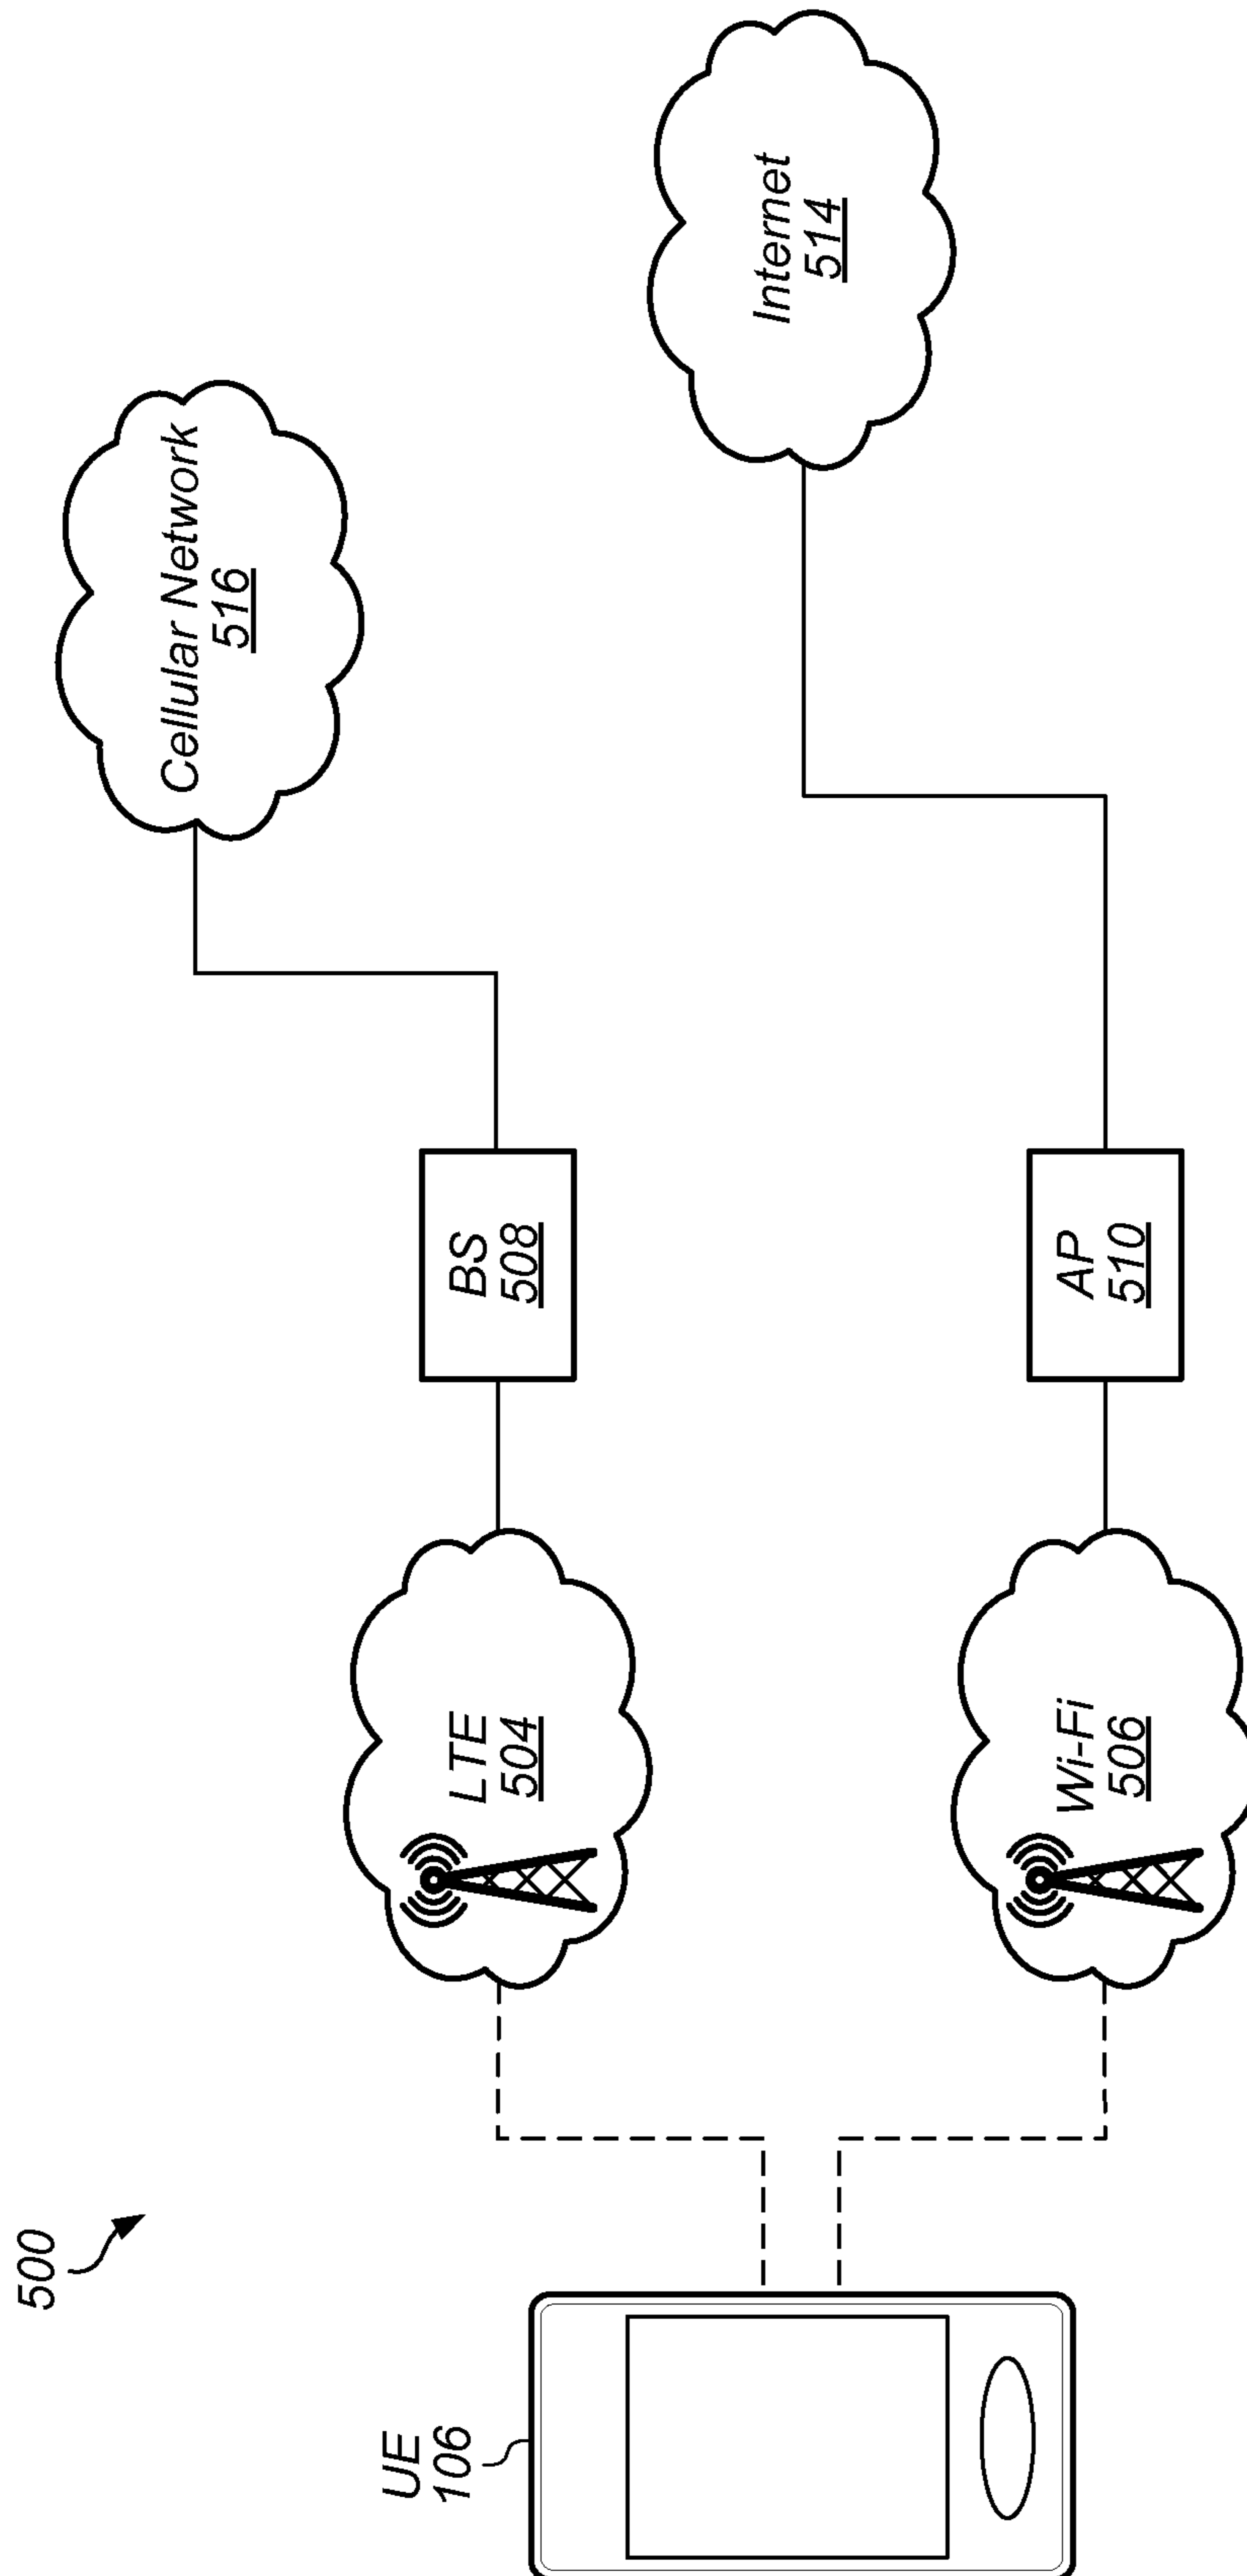 500
UE
106
LTE
504
BS
508
Cellular Network
516
Wi-Fi
506
AP
510
Internet
514